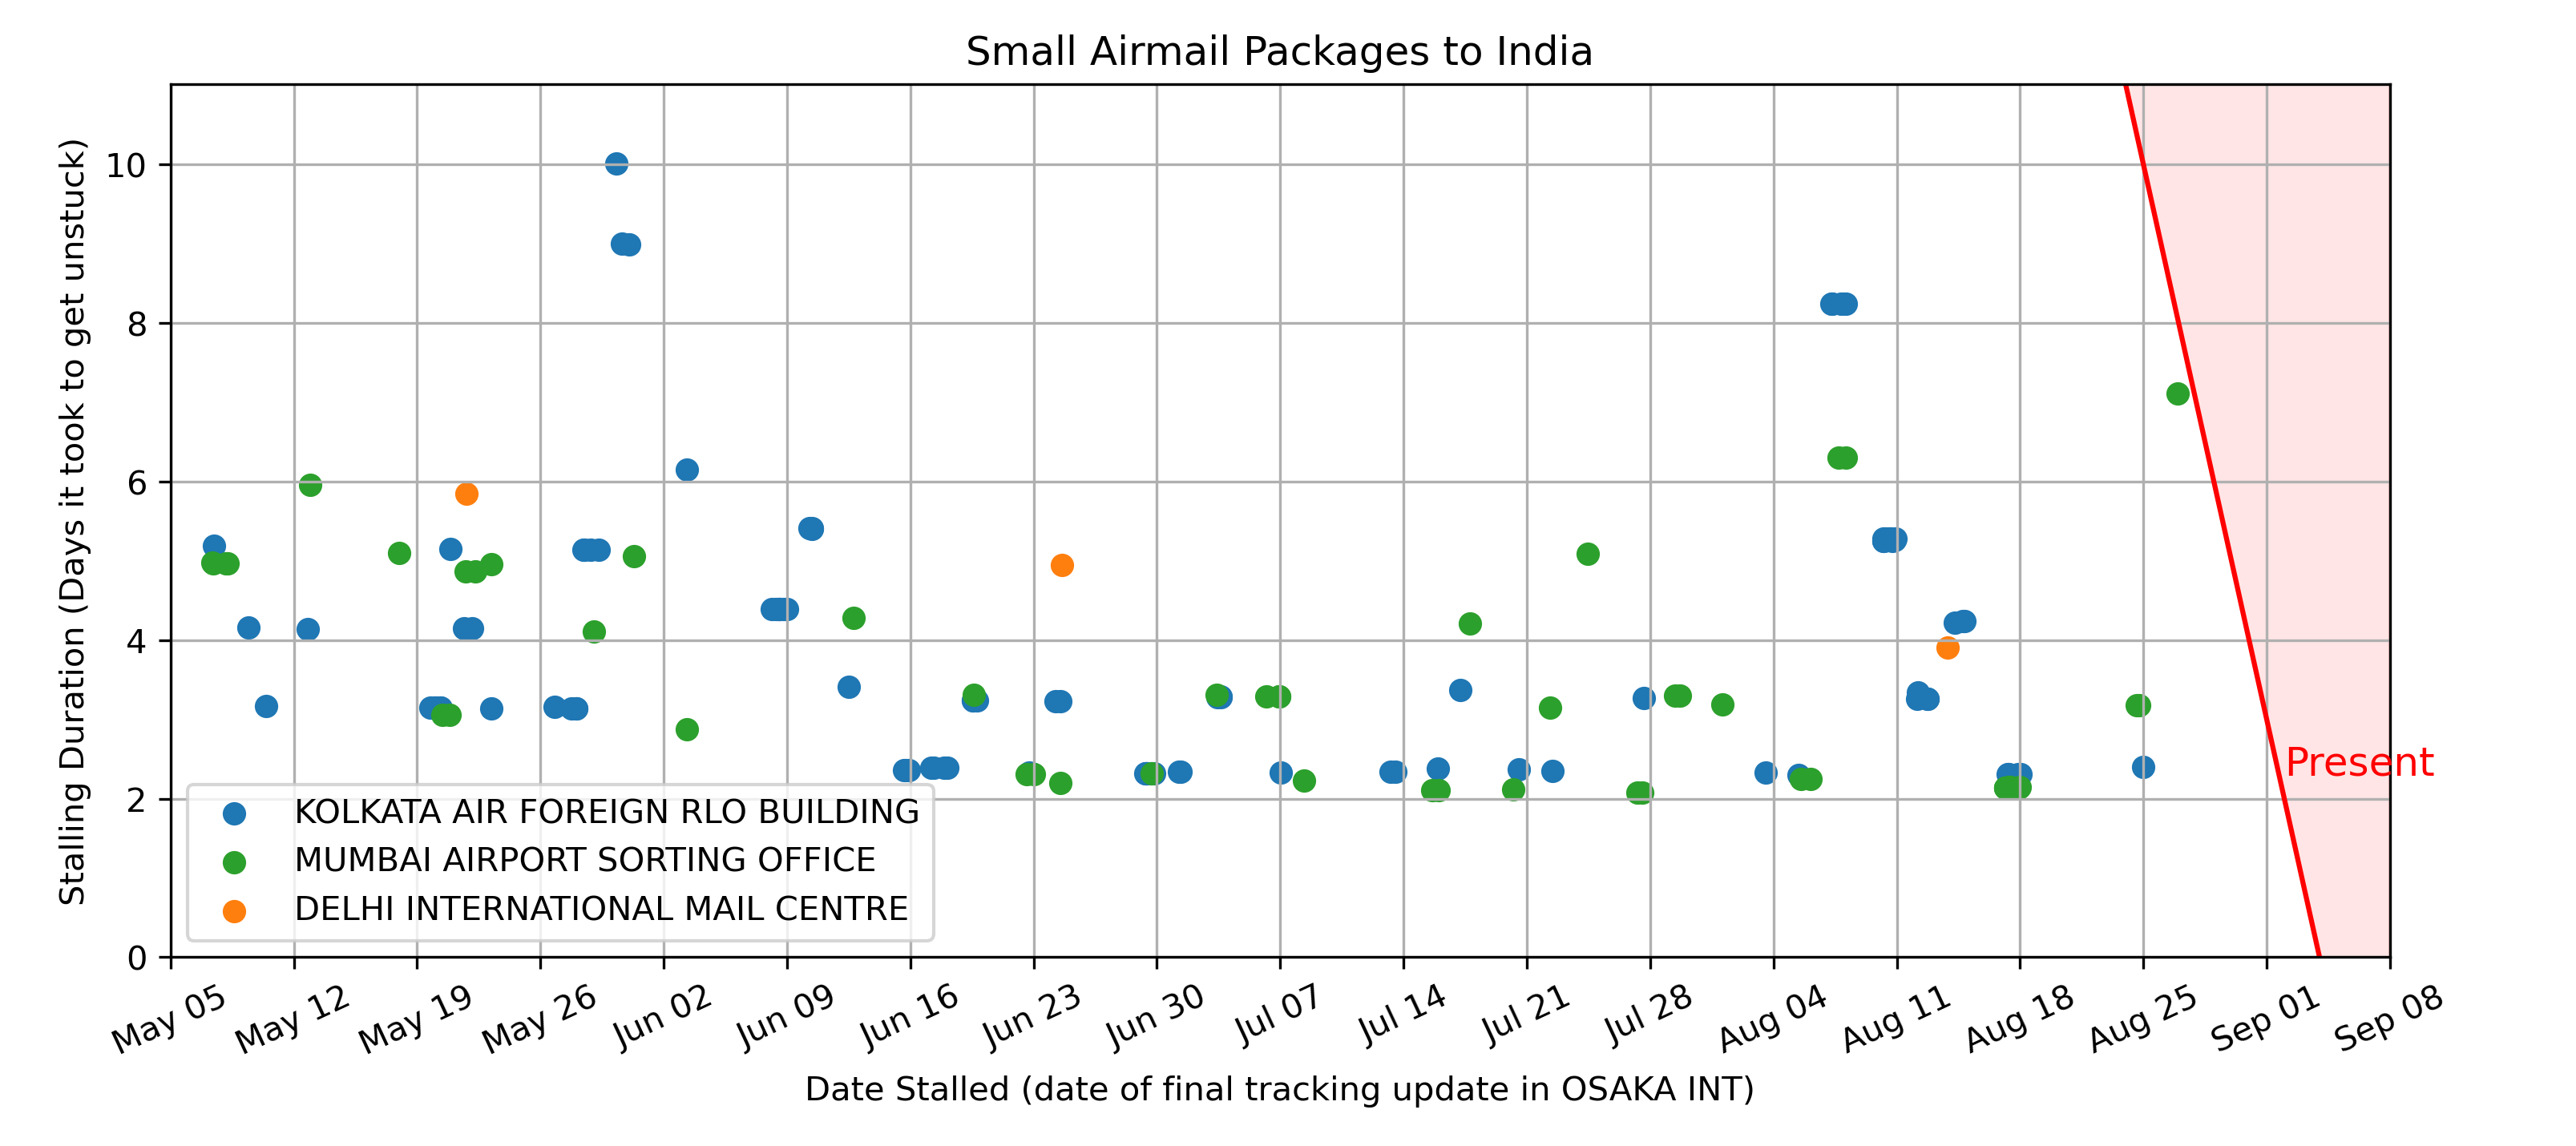 Small Airmail Packages to India
Stalling Duration (Days it took to get unstuck)
10
8
6
4
2
0
Present
KOLKATA AIR FOREIGN RLO BUILDING
MUMBAI AIRPORT SORTING OFFICE
DELHI INTERNATIONAL MAIL CENTRE
May 05 May 12 May 19 May 26 Jun 02 Jun 09 Jun 16 Jun 23 Jun 30 Jul 07 Jul 14 Jul 21 Jul 28 Aug 04 Aug 11 Aug 18 Aug 25 Sep 01 Sep 08
Date Stalled (date of final tracking update in OSAKA INT)